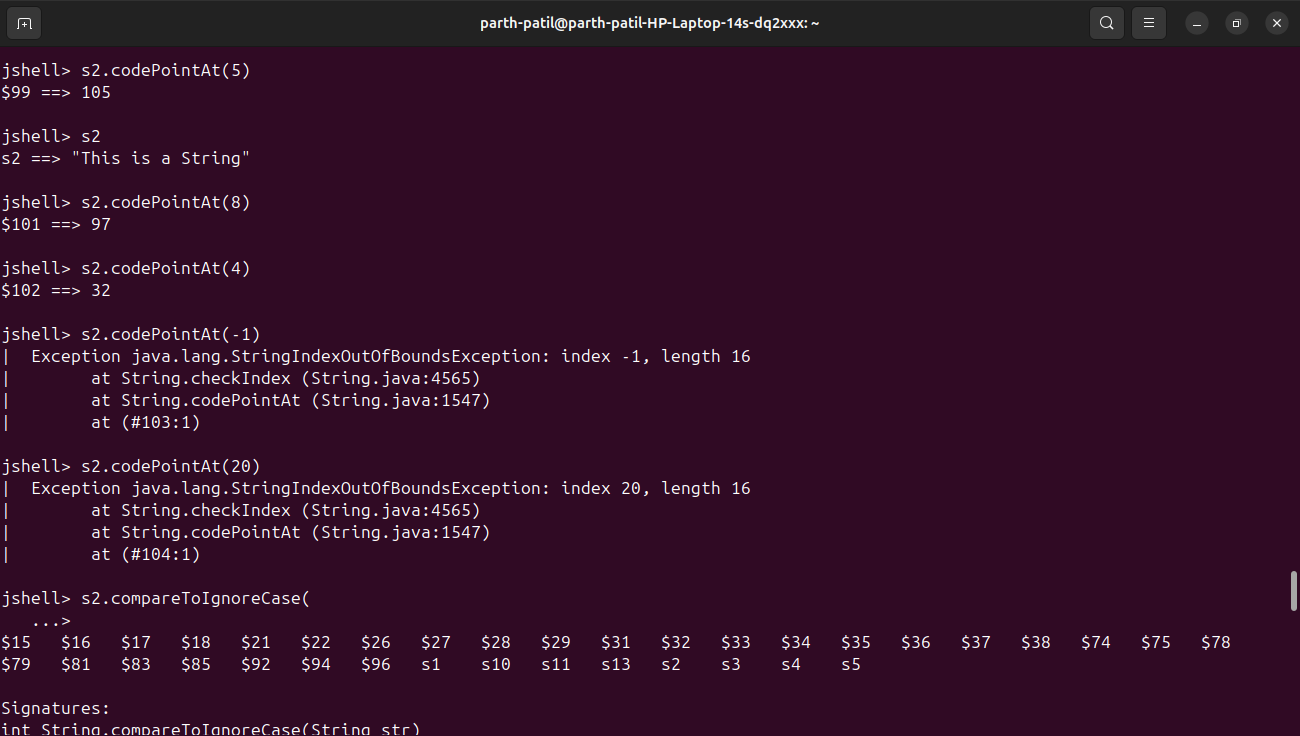 parth-patil@parth-patil-HP-Laptop-14s-dq2xxx: ~
jshell> s2.codePointAt(5)
$99 ==> 105
jshell> s2
s2 ==> "This is a String"
jshell> s2.codePointAt(8)
$101 ==> 97
jshell> s2.codePointAt(4)
$102 ==> 32
jshell> s2.codePointAt(-1)
|  Exception java.lang.StringIndexOutOfBoundsException: index -1, length 16
|        at String.checkIndex (String.java:4565)
|        at String.codePointAt (String.java:1547)
|        at (#103:1)
jshell> s2.codePointAt(20)
|  Exception java.lang.StringIndexOutOfBoundsException: index 20, length 16
|        at String.checkIndex (String.java:4565)
|        at String.codePointAt (String.java:1547)
|        at (#104:1)
jshell> s2.compareToIgnoreCase(
   ...>
$15   $16   $17   $18   $21   $22   $26   $27   $28   $29   $31   $32   $33   $34   $35   $36   $37   $38   $74   $75   $78
$79   $81   $83   $85   $92   $94   $96   s1    s10   s11   s13   s2    s3    s4    s5
Signatures:
int String.compareToIgnoreCase(String str)